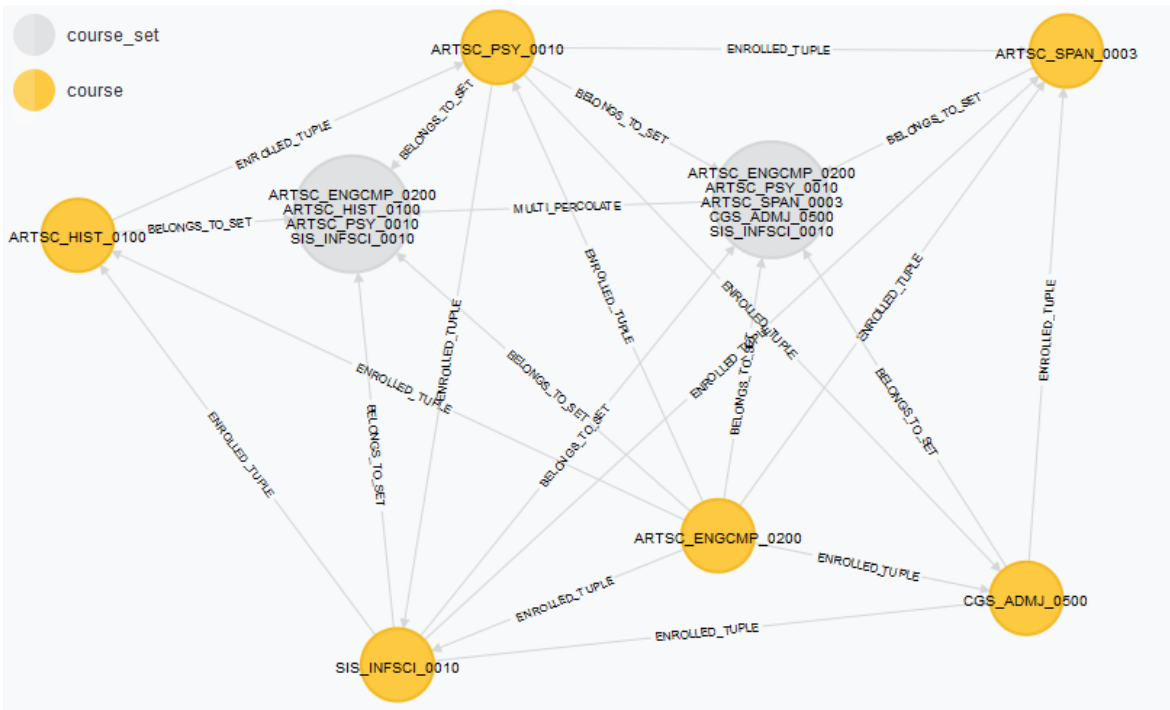 course_set
course
ARTSC_PSY_0010
ENROLLED_TUPLE
ARTSC_SPAN_0003
BELONGS_TO_SET
BELONGS_TO_SET
BELONGS_TO_SET
ENROLLED_TUPLE
ARTSC_ENGCMP_0200
ARTSC_HIST_0100
ARTSC_PSY_0010
SIS_INFSCI_0010
MULTI_PERCOLATE
ARTSC_ENGCMP_0200
ARTSC_PSY_0010
ARTSC_SPAN_0003
CGS_ADMJ_0500
SIS_INFSCI_0010
ARTSC_HIST_0100
BELONGS_TO_SET
ENROLLED_TUPLE
ENROLLED_TUPLE
ENROLLED_TUPLE
ENROLLED_TUPLE
ENROLLED_TUPLE
ENROLLED_TUPLE
ENROLLED_TUPLE
BELONGS_TO_SET
BELONGS_TO_SET
BELONGS_TO_SET
ENROLLED_TUPLE
BELONGS_TO_SET
BELONGS_TO_SET
ENROLLED_TUPLE
ARTSC_ENGCMP_0200
ENROLLED_TUPLE
ENROLLED_TUPLE
CGS_ADMJ_0500
ENROLLED_TUPLE
SIS_INFSCI_0010